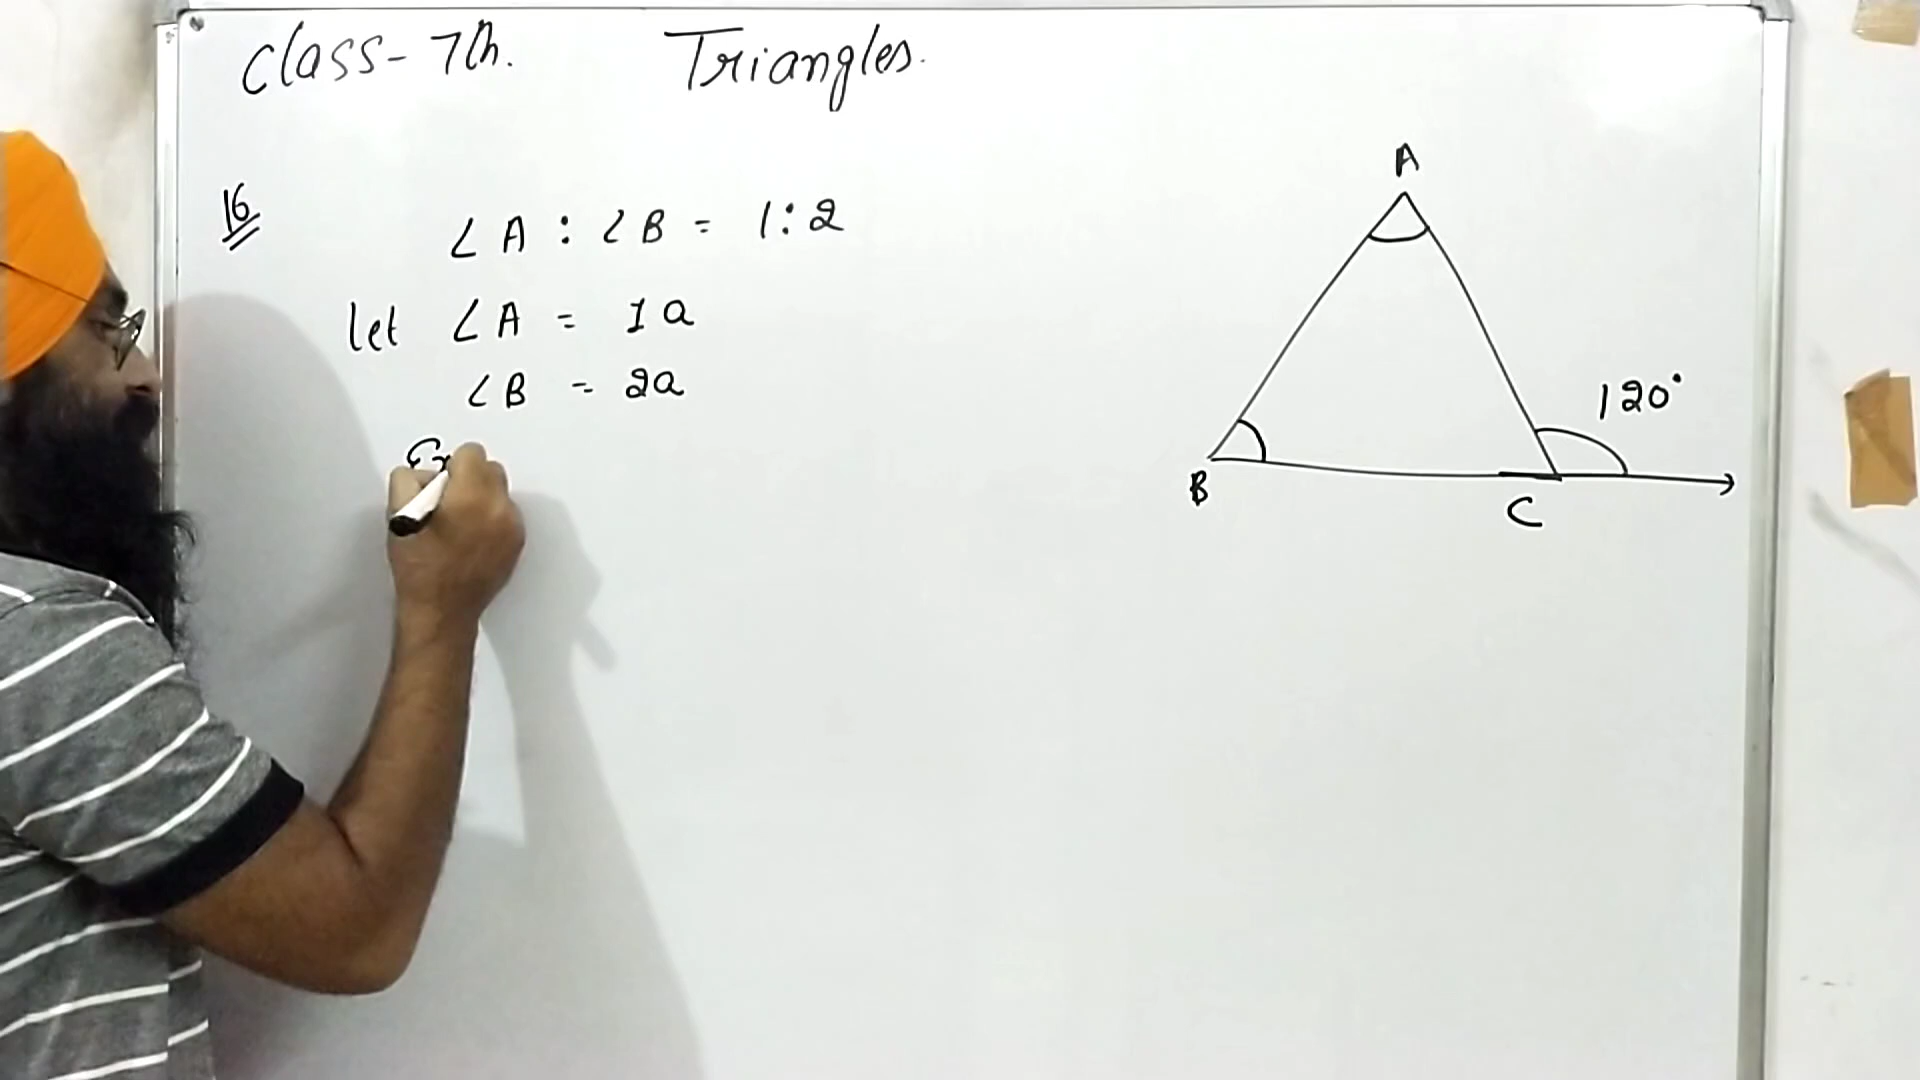 Class-7th. Triangles.
16 ∠A : ∠B = 1:2
let ∠A = 1a
∠B = 2a
A
120°
B
C